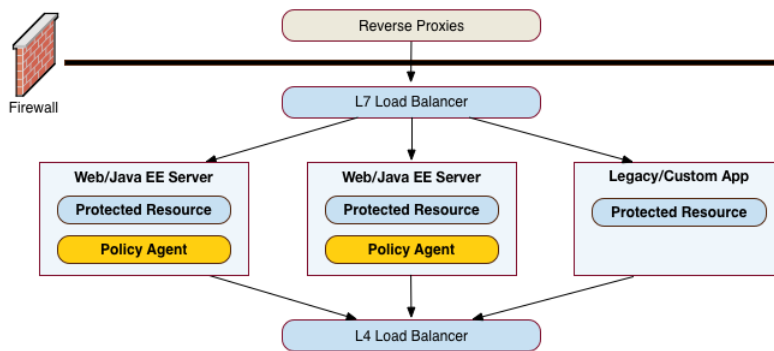 Reverse Proxies
Firewall
L7 Load Balancer
Web/Java EE Server
Protected Resource
Policy Agent
Web/Java EE Server
Protected Resource
Policy Agent
Legacy/Custom App
Protected Resource
L4 Load Balancer